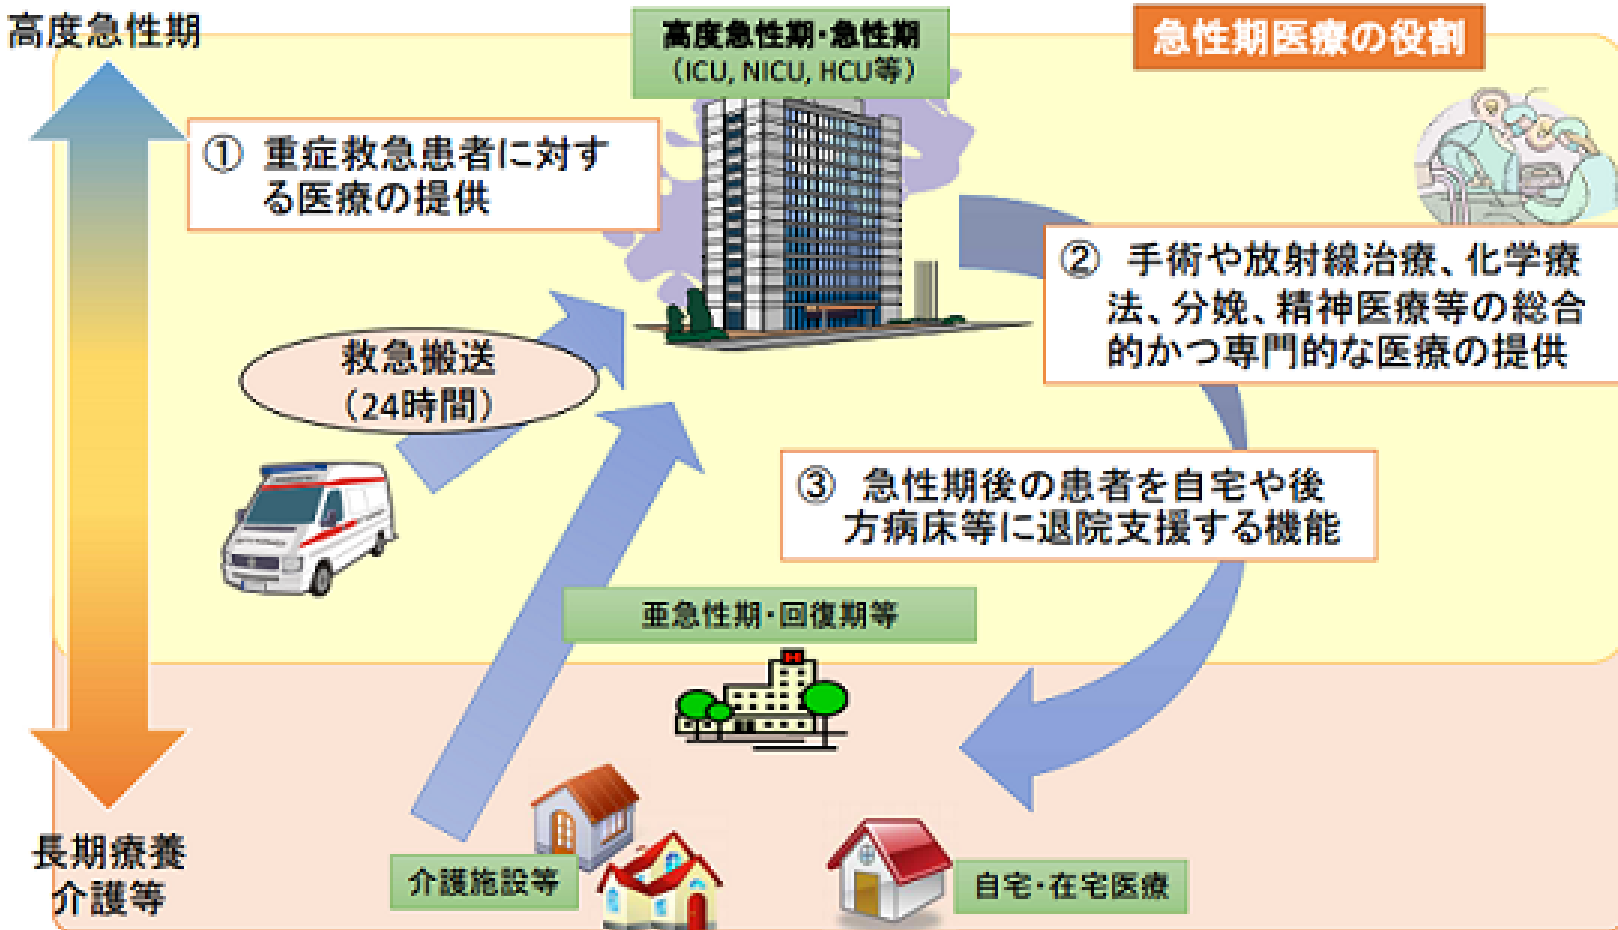 高度急性期
高度急性期・急性期
（ICU, NICU, HCU等）
急性期医療の役割
① 重症救急患者に対す
る医療の提供
② 手術や放射線治療、化学療
法、分娩、精神医療等の総合
的かつ専門的な医療の提供
救急搬送
（24時間）
③ 急性期後の患者を自宅や後
方病床等に退院支援する機能
亜急性期・回復期等
H
長期療養
介護等
介護施設等
自宅・在宅医療